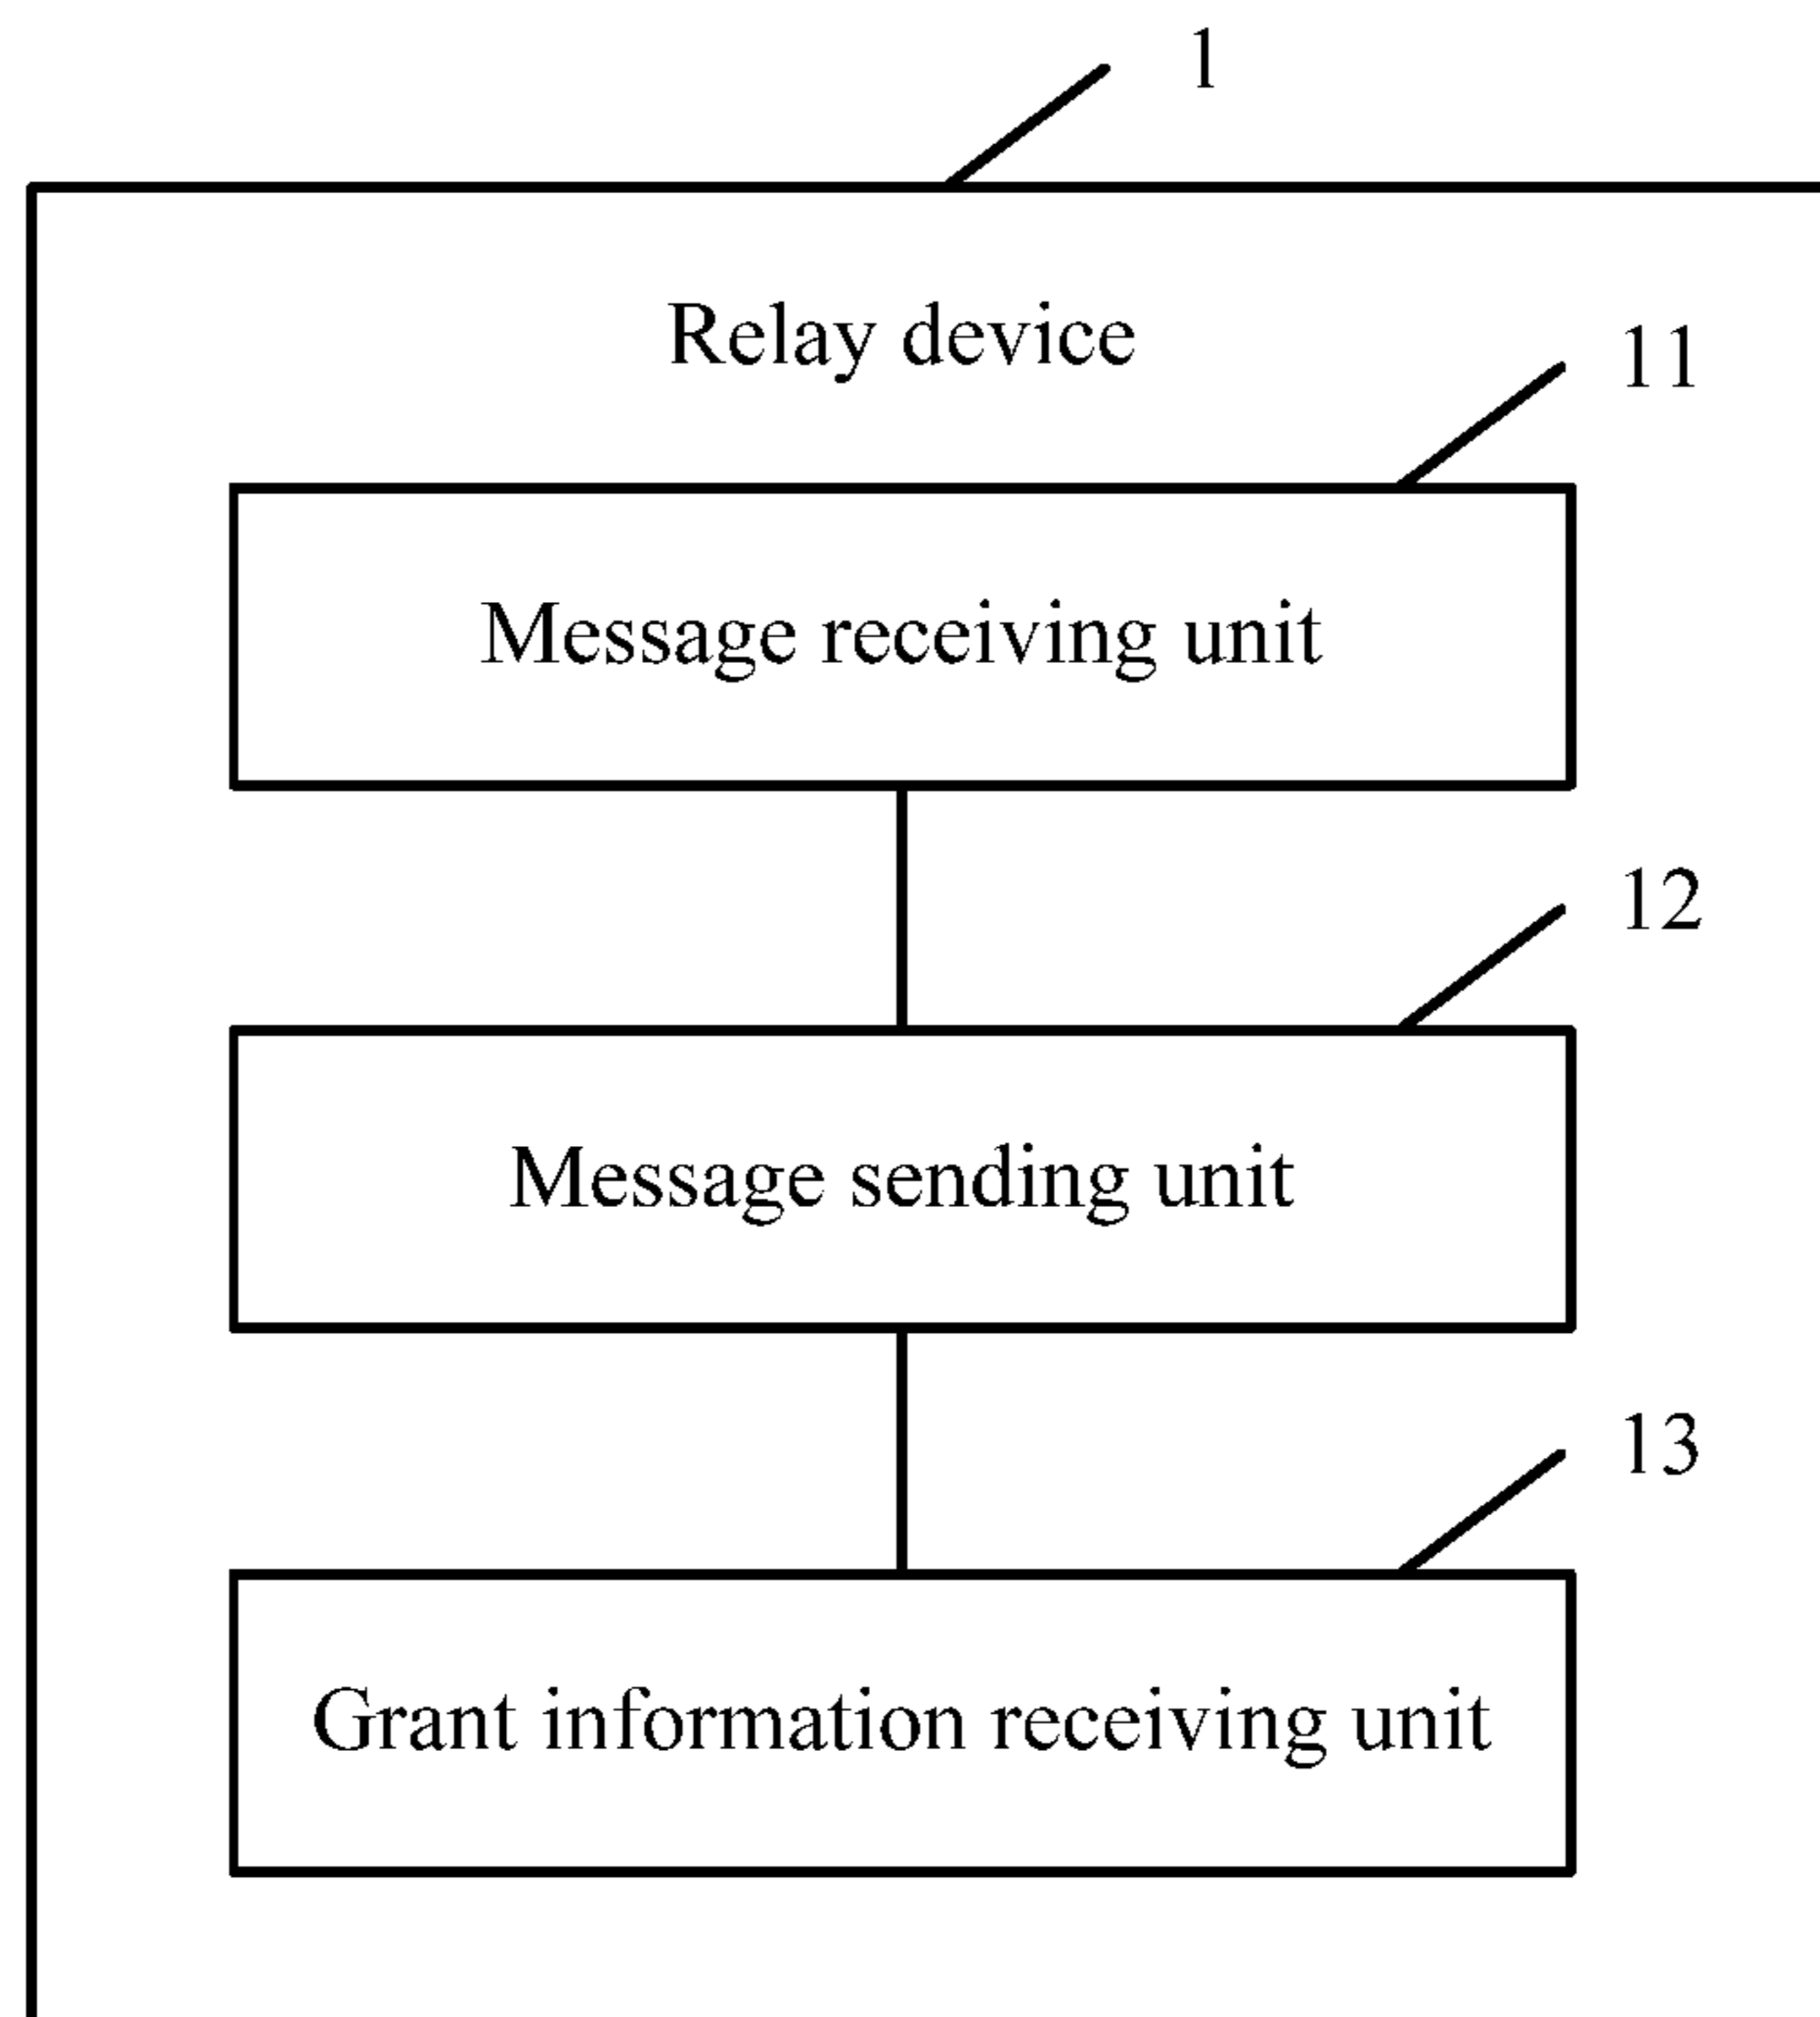 1
Relay device
11
Message receiving unit
12
Message sending unit
13
Grant information receiving unit